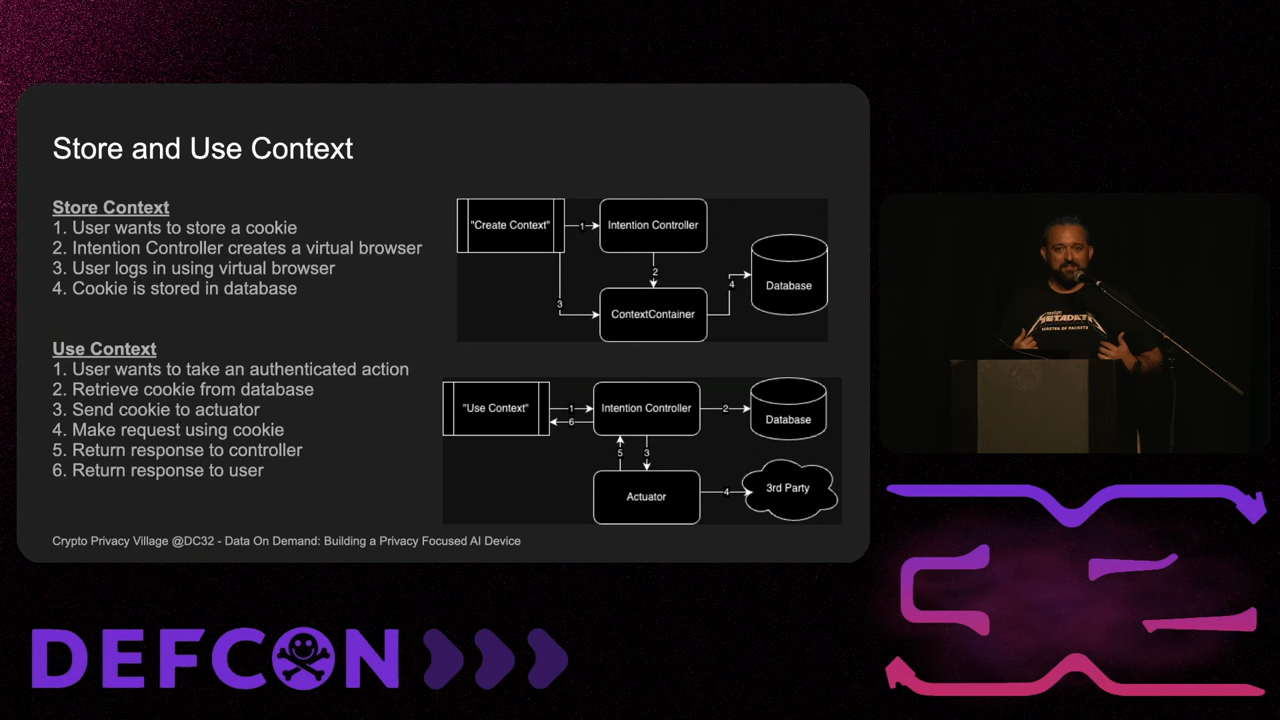 Store and Use Context
Store Context
1. User wants to store a cookie
2. Intention Controller creates a virtual browser
3. User logs in using virtual browser
4. Cookie is stored in database
Use Context
1. User wants to take an authenticated action
2. Retrieve cookie from database
3. Send cookie to actuator
4. Make request using cookie
5. Return response to controller
6. Return response to user
"Create Context"
1
Intention Controller
2
3
ContextContainer
4
Database
"Use Context"
1
6
Intention Controller
2
Database
5
3
Actuator
4
3rd Party
Crypto Privacy Village @DC32 - Data On Demand: Building a Privacy Focused AI Device
METADATA
MASTER OF PACKETS
DEFCON